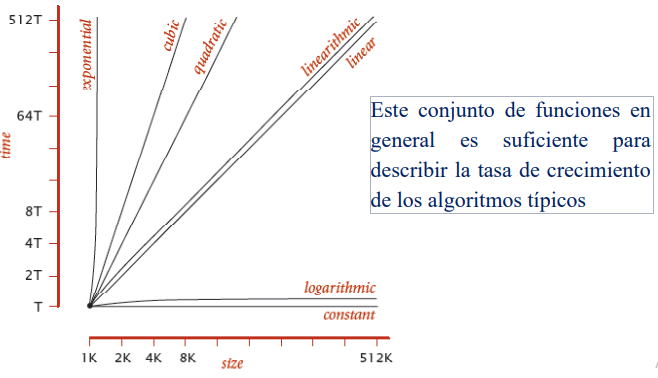 512T
64T
8T
4T
2T
T
time
exponential
cubic
quadratic
linearithmic
linear
logarithmic
constant
1K 2K 4K 8K 512K
size
Este conjunto de funciones en
general es suficiente para
describir la tasa de crecimiento
de los algoritmos típicos